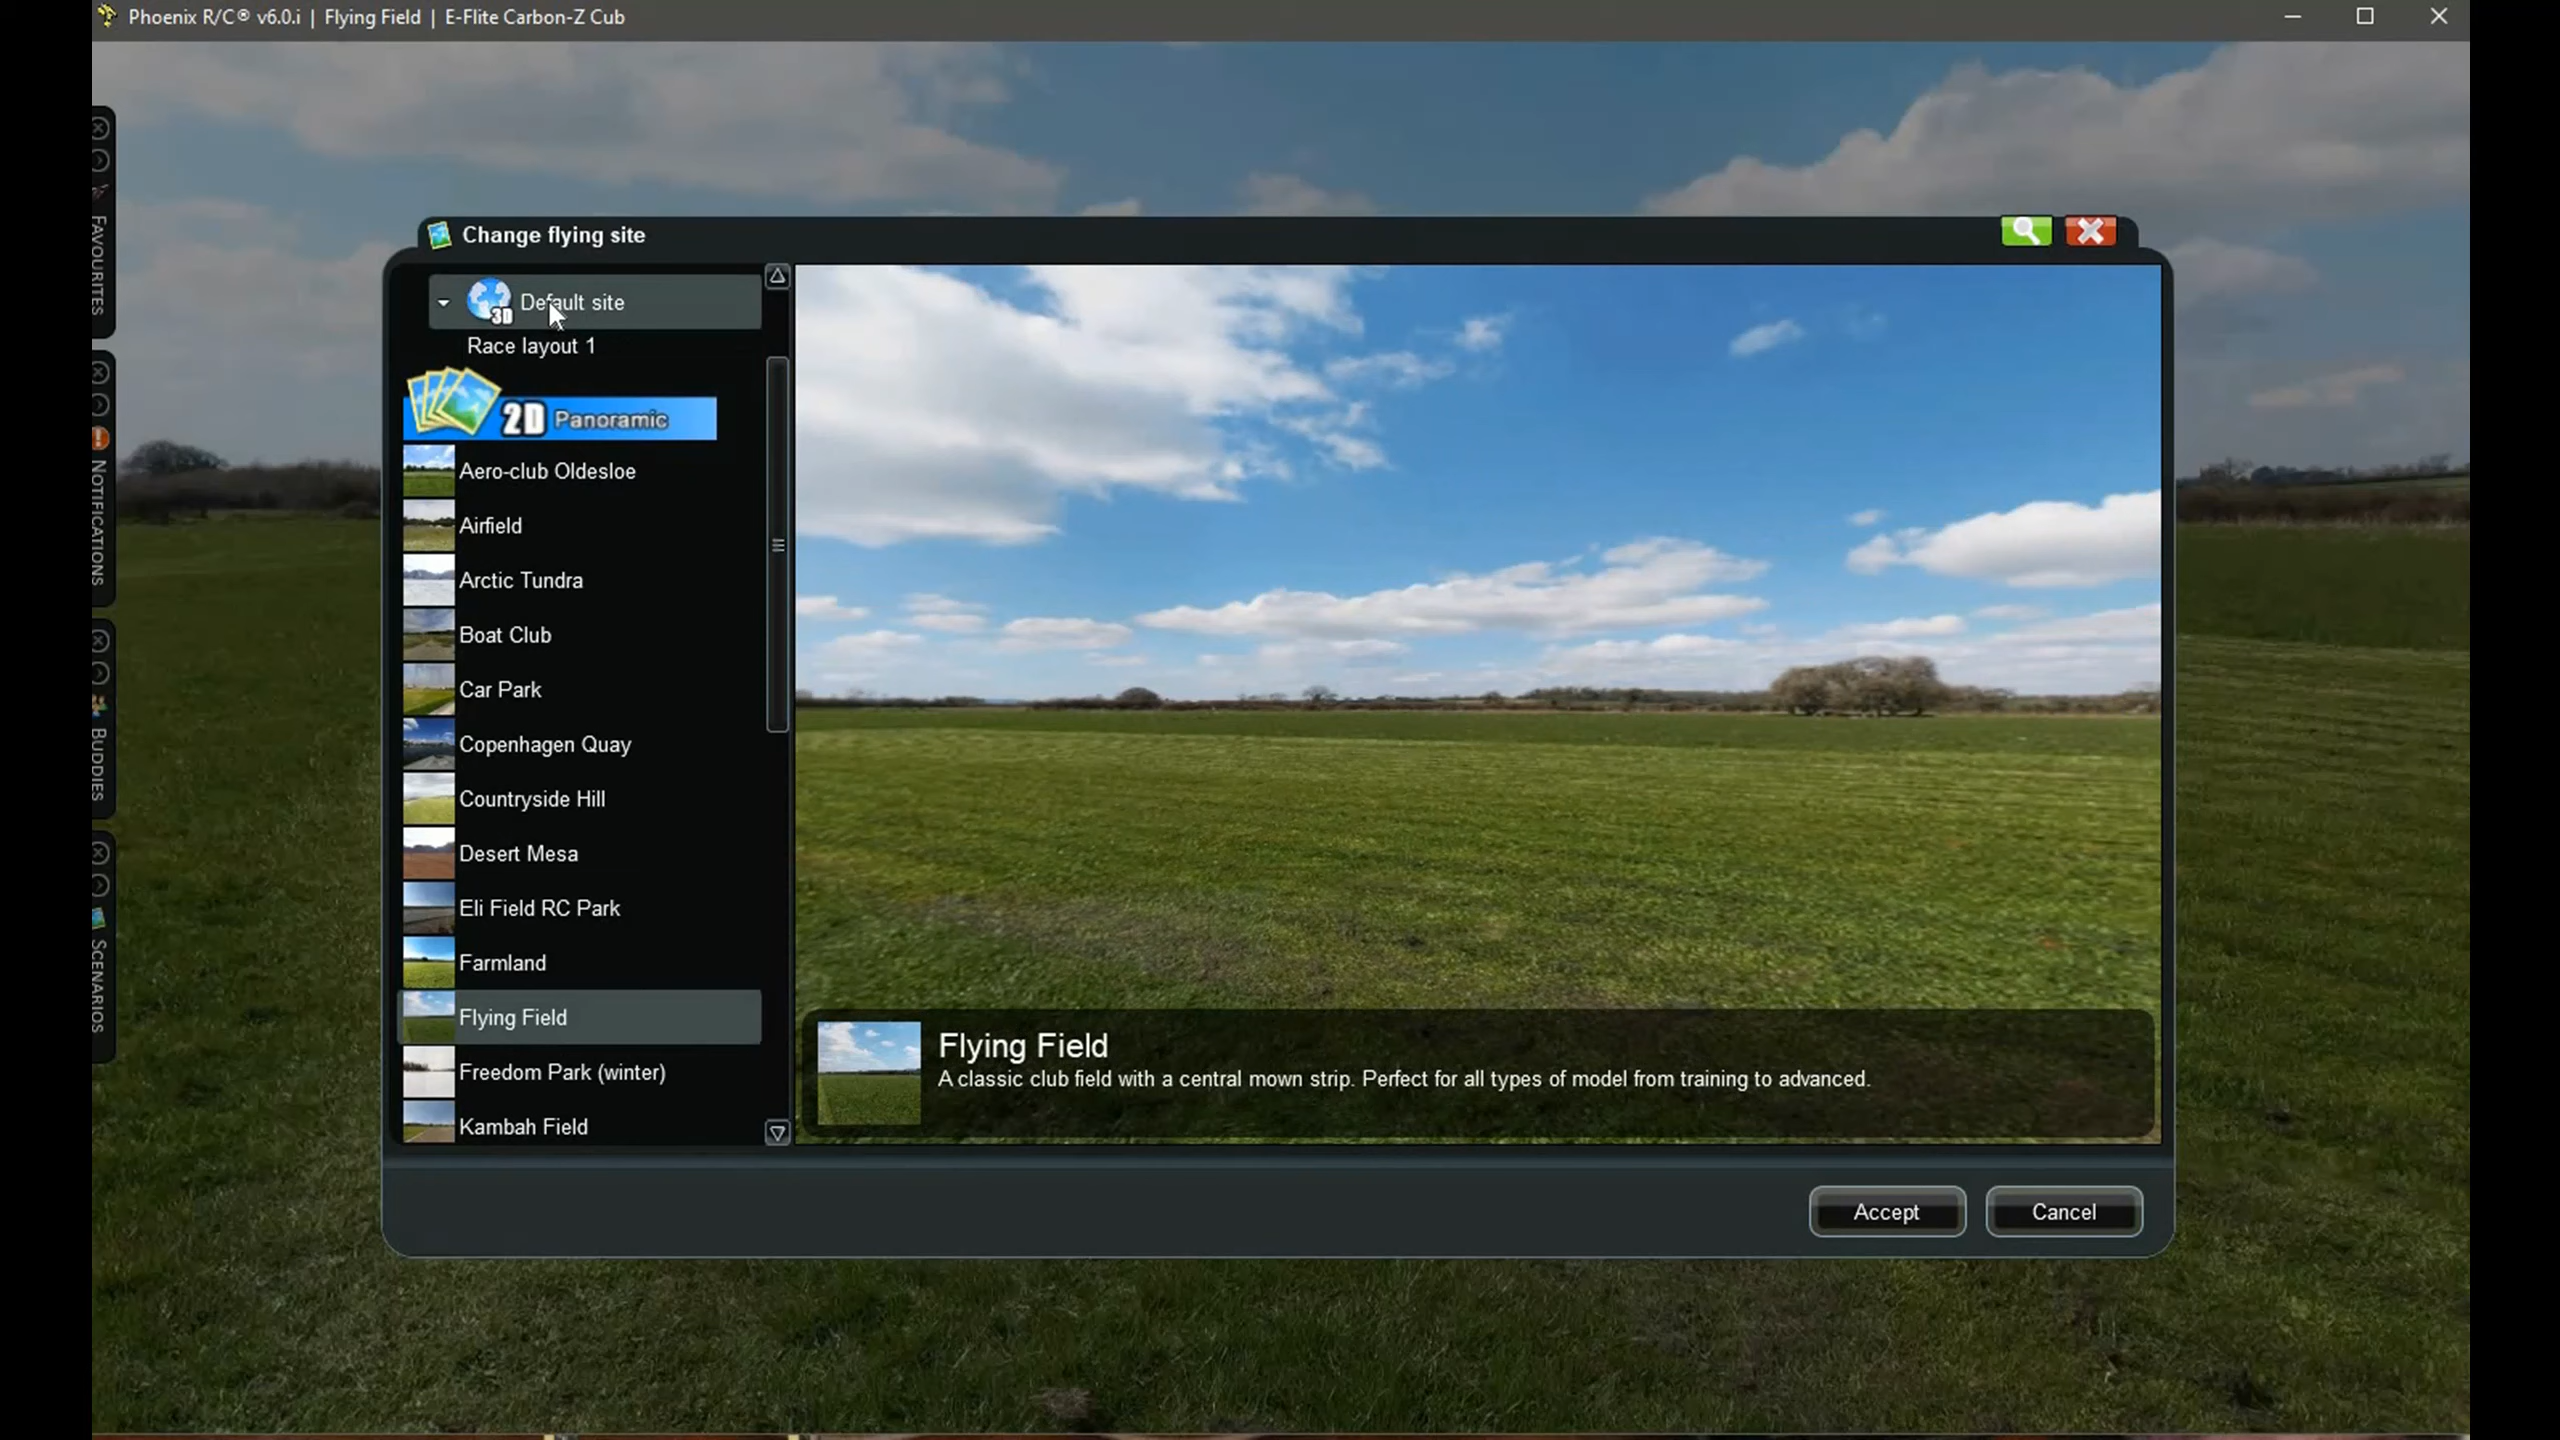 Phoenix R/C® v6.0.i | Flying Field | E-Flite Carbon-Z Cub
FAVOURITES
NOTIFICATIONS
BUDDIES
SCENARIOS
Change flying site
3D Default site
Race layout 1
2D Panoramic
Aero-club Oldesloe
Airfield
Arctic Tundra
Boat Club
Car Park
Copenhagen Quay
Countryside Hill
Desert Mesa
Eli Field RC Park
Farmland
Flying Field
Freedom Park (winter)
Kambah Field
Flying Field
A classic club field with a central mown strip. Perfect for all types of model from training to advanced.
Accept
Cancel